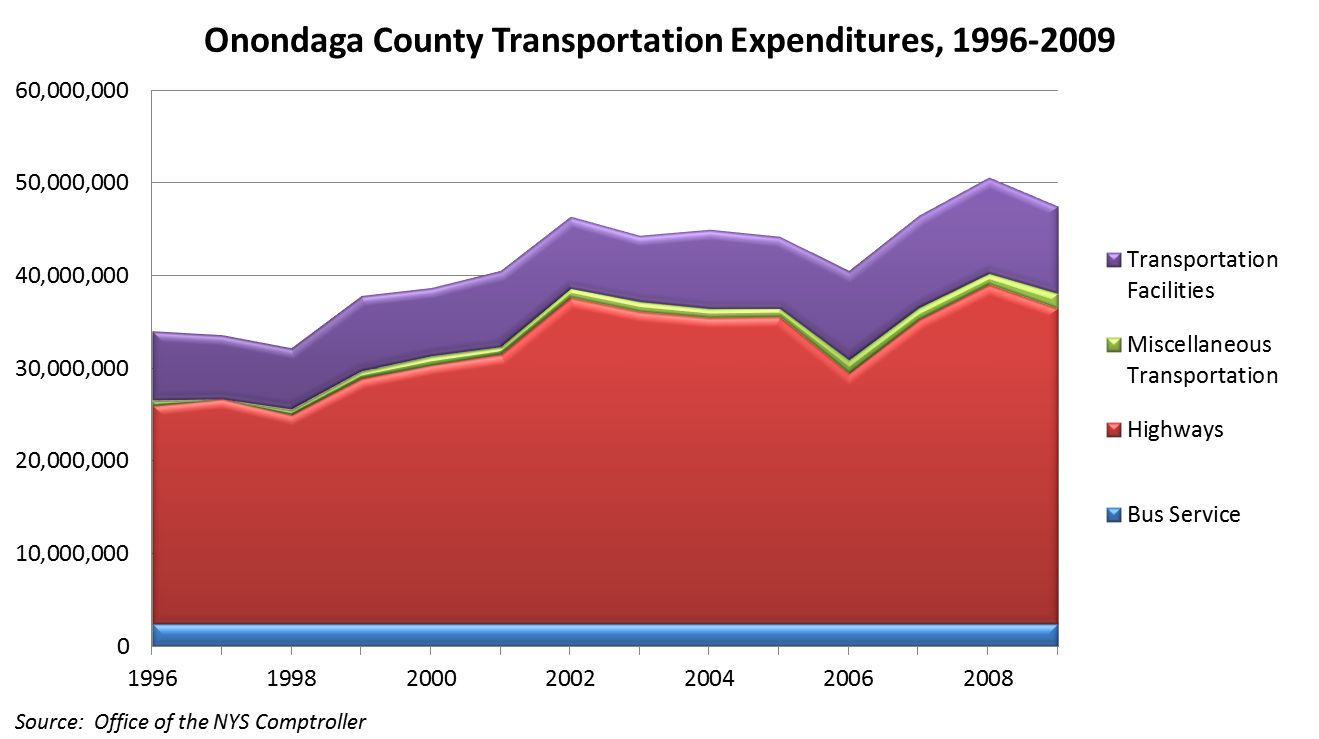 Onondaga County Transportation Expenditures, 1996-2009
60,000,000
50,000,000
40,000,000
30,000,000
20,000,000
10,000,000
0
1996 1998 2000 2002 2004 2006 2008
Transportation
Facilities
Miscellaneous
Transportation
Highways
Bus Service
Source:  Office of the NYS Comptroller